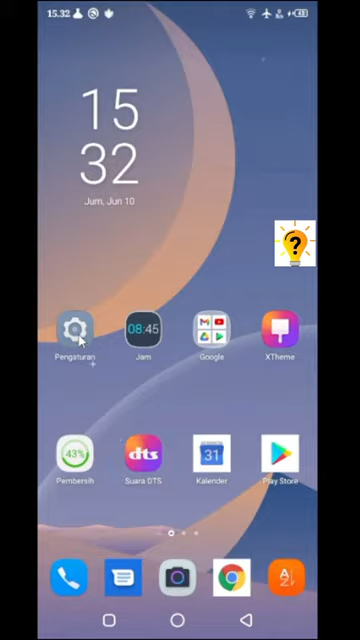 15.32
48
15
32
Jum, Jun 10
?
08:45
Pengaturan
Jam
Google
XTheme
43%
dts
31
Pembersih
Suara DTS
Kalender
Play Store